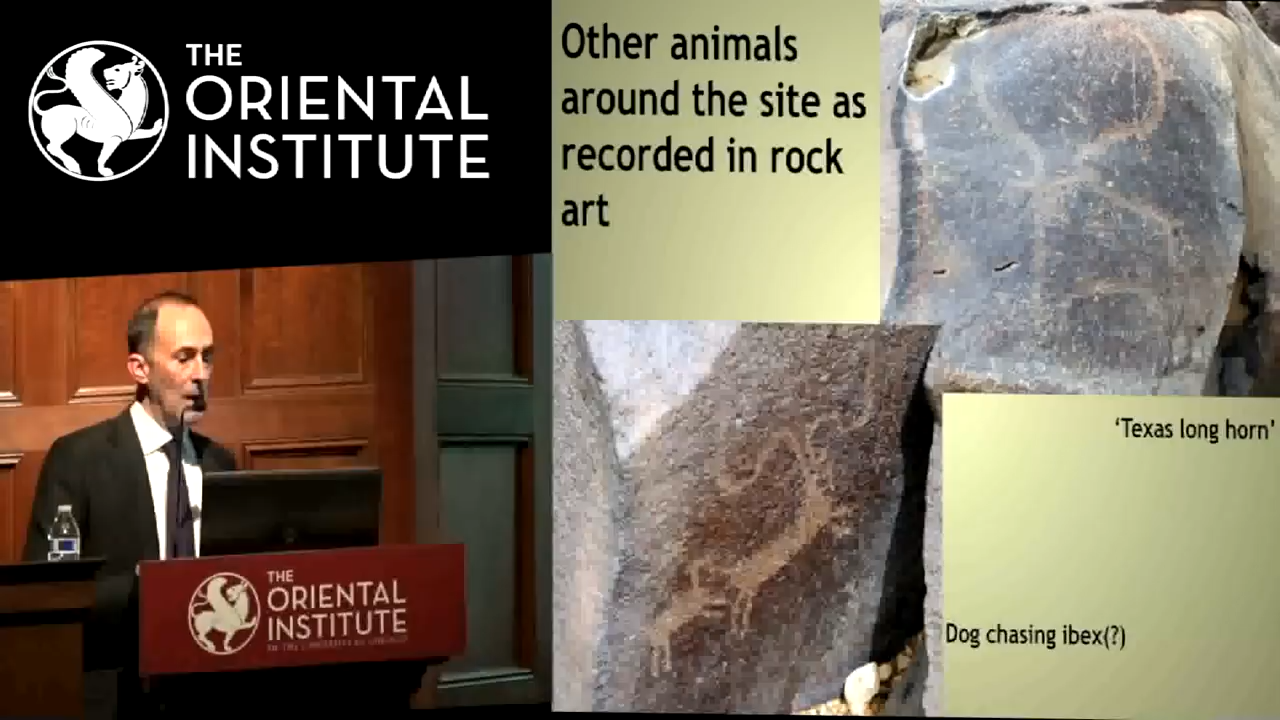 THE
ORIENTAL
INSTITUTE
Other animals
around the site as
recorded in rock
art
'Texas long horn'
Dog chasing ibex(?)
THE
ORIENTAL
INSTITUTE